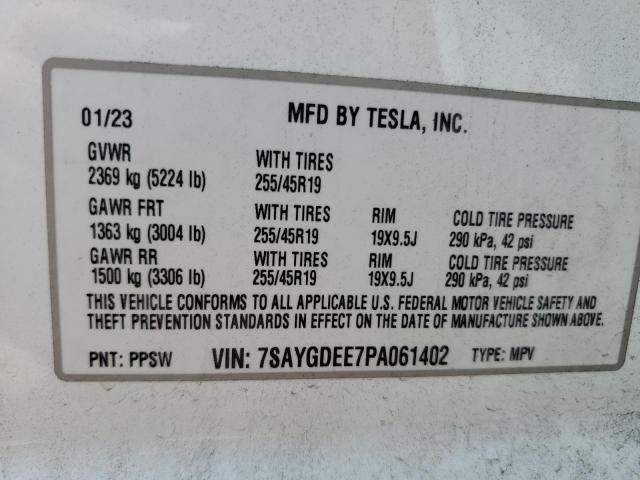 01/23 MFD BY TESLA, INC.
GVWR WITH TIRES
2369 kg (5224 lb) 255/45R19
GAWR FRT WITH TIRES RIM COLD TIRE PRESSURE
1363 kg (3004 lb) 255/45R19 19X9.5J 290 kPa, 42 psi
GAWR RR WITH TIRES RIM COLD TIRE PRESSURE
1500 kg (3306 lb) 255/45R19 19X9.5J 290 kPa, 42 psi
THIS VEHICLE CONFORMS TO ALL APPLICABLE U.S. FEDERAL MOTOR VEHICLE SAFETY AND
THEFT PREVENTION STANDARDS IN EFFECT ON THE DATE OF MANUFACTURE SHOWN ABOVE.
PNT: PPSW VIN: 7SAYGDEE7PA061402 TYPE: MPV